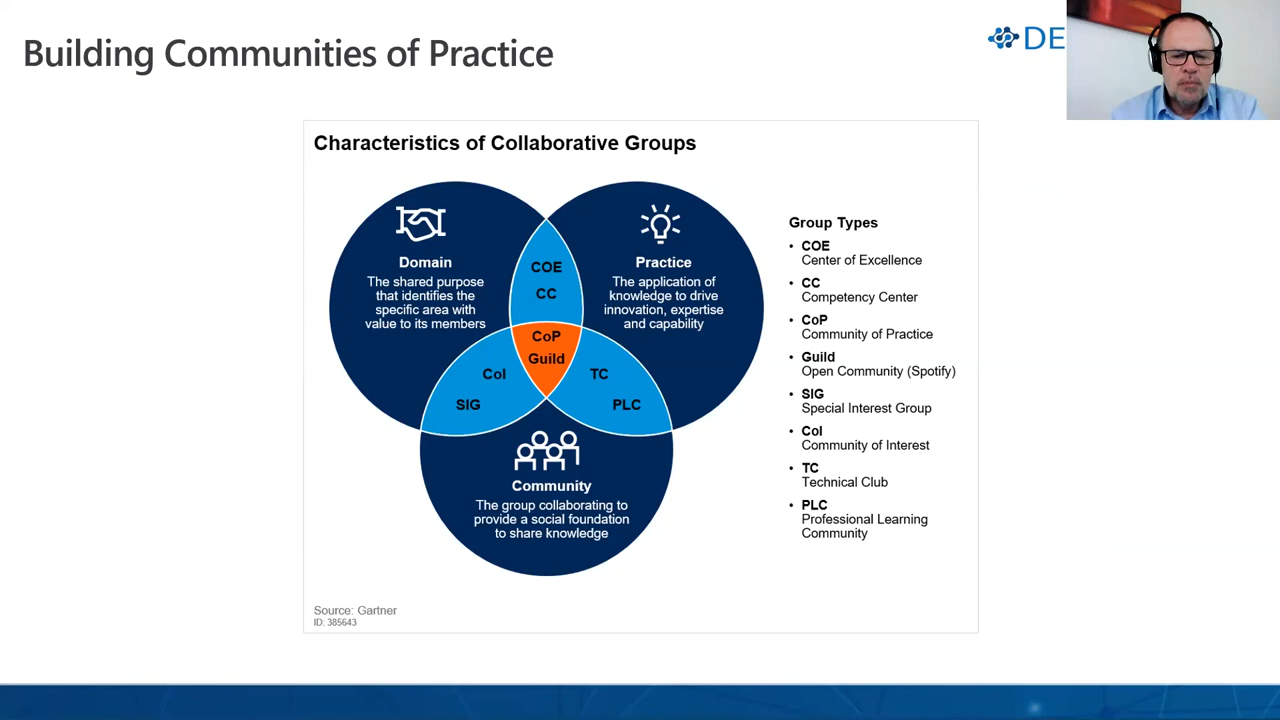 Building Communities of Practice
DE
Characteristics of Collaborative Groups
Domain
The shared purpose
that identifies the
specific area with
value to its members
COE
CC
Practice
The application of
knowledge to drive
innovation, expertise
and capability
CoP
Guild
CoI
SIG
TC
PLC
Community
The group collaborating to
provide a social foundation
to share knowledge
Group Types
• COE
Center of Excellence
• CC
Competency Center
• CoP
Community of Practice
• Guild
Open Community (Spotify)
• SIG
Special Interest Group
• CoI
Community of Interest
• TC
Technical Club
• PLC
Professional Learning
Community
Source: Gartner
ID: 385643